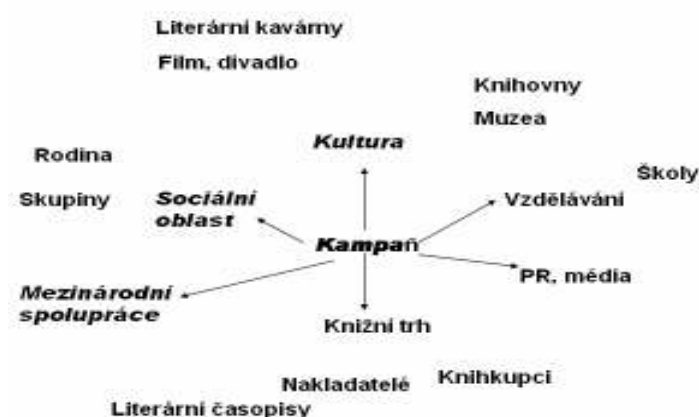 Literární kavárny
Film, divadlo
Knihovny
Muzea
Kultura
Rodina
Školy
Skupiny
Sociální
oblast
Vzdělávání
Kampaň
PR, média
Mezinárodní
spolupráce
Knižní trh
Nakladatelé
Knihkupci
Literární časopisy